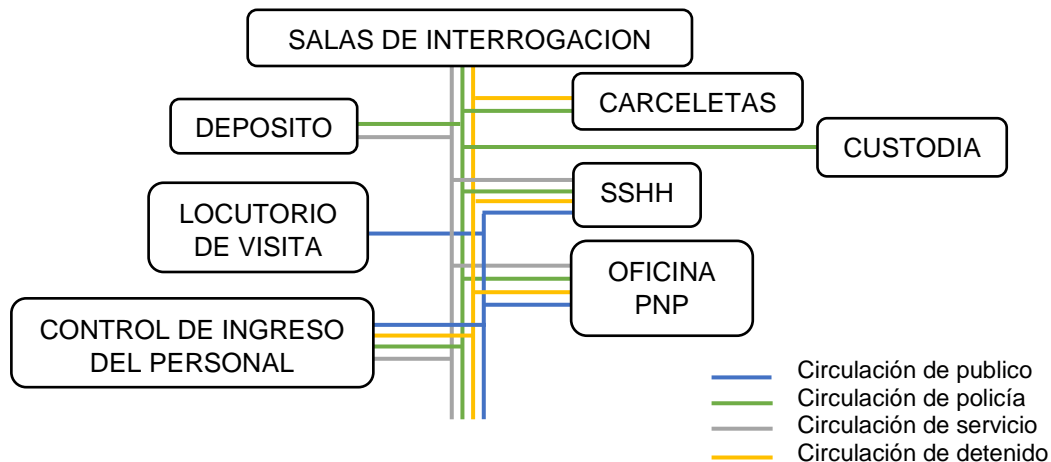 SALAS DE INTERROGACION
CARCELETAS
DEPOSITO
CUSTODIA
SSHH
LOCUTORIO
DE VISITA
OFICINA
PNP
CONTROL DE INGRESO
DEL PERSONAL
Circulación de publico
Circulación de policía
Circulación de servicio
Circulación de detenido